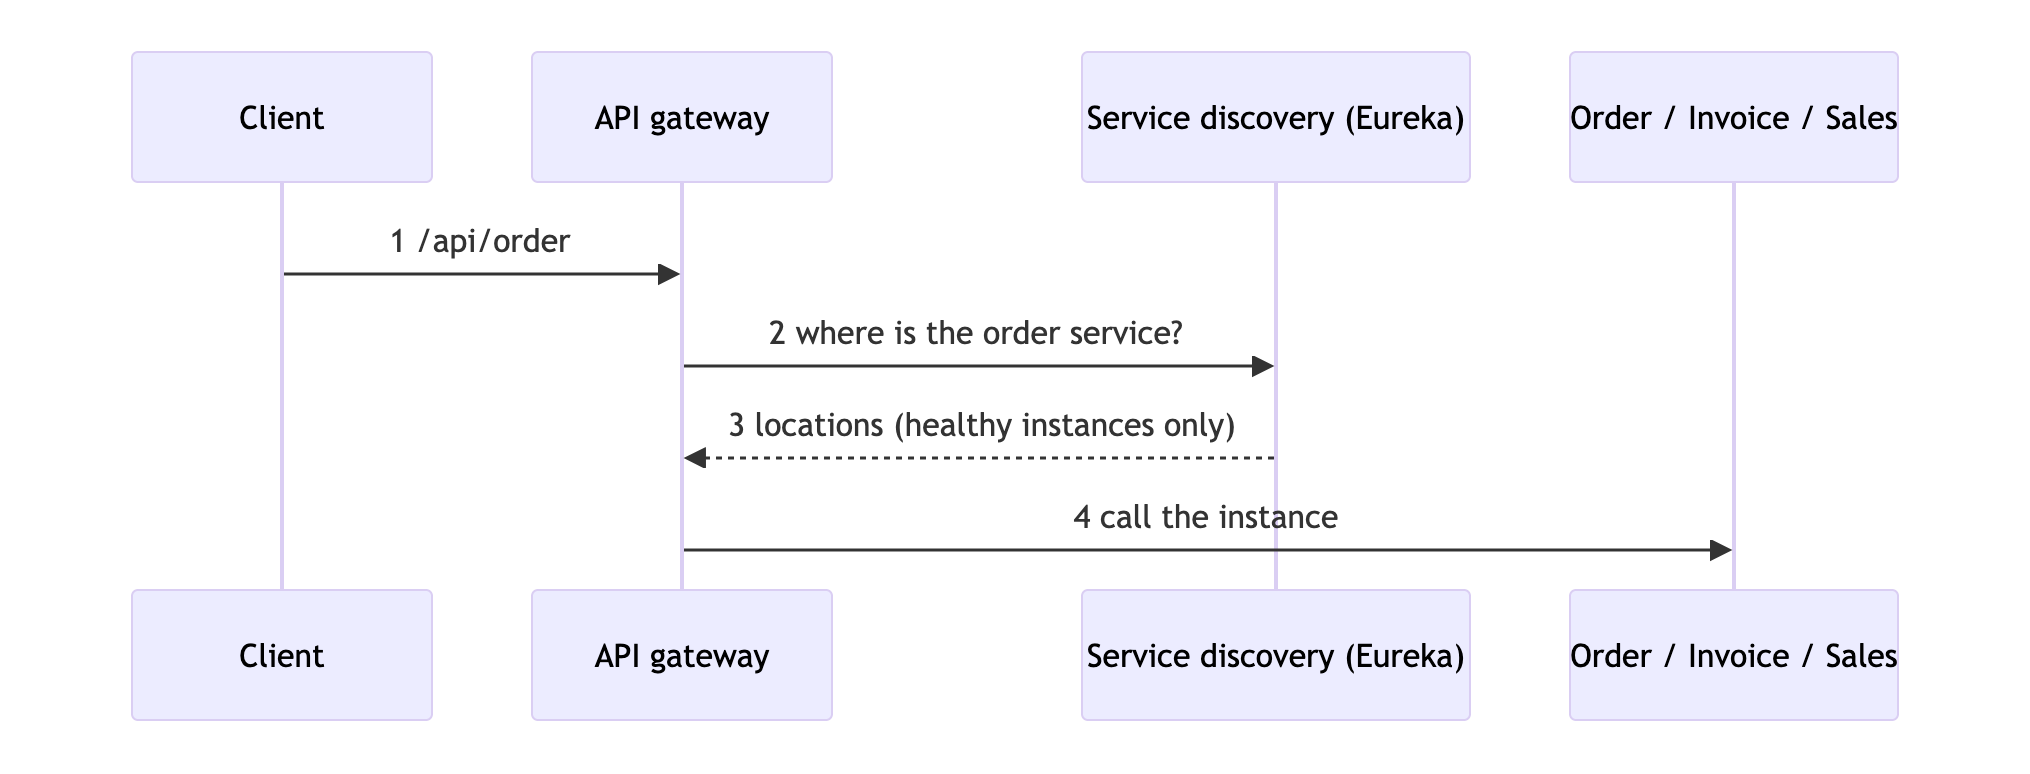 Client
API gateway
Service discovery (Eureka)
Order / Invoice / Sales
1 /api/order
2 where is the order service?
3 locations (healthy instances only)
4 call the instance
Client
API gateway
Service discovery (Eureka)
Order / Invoice / Sales